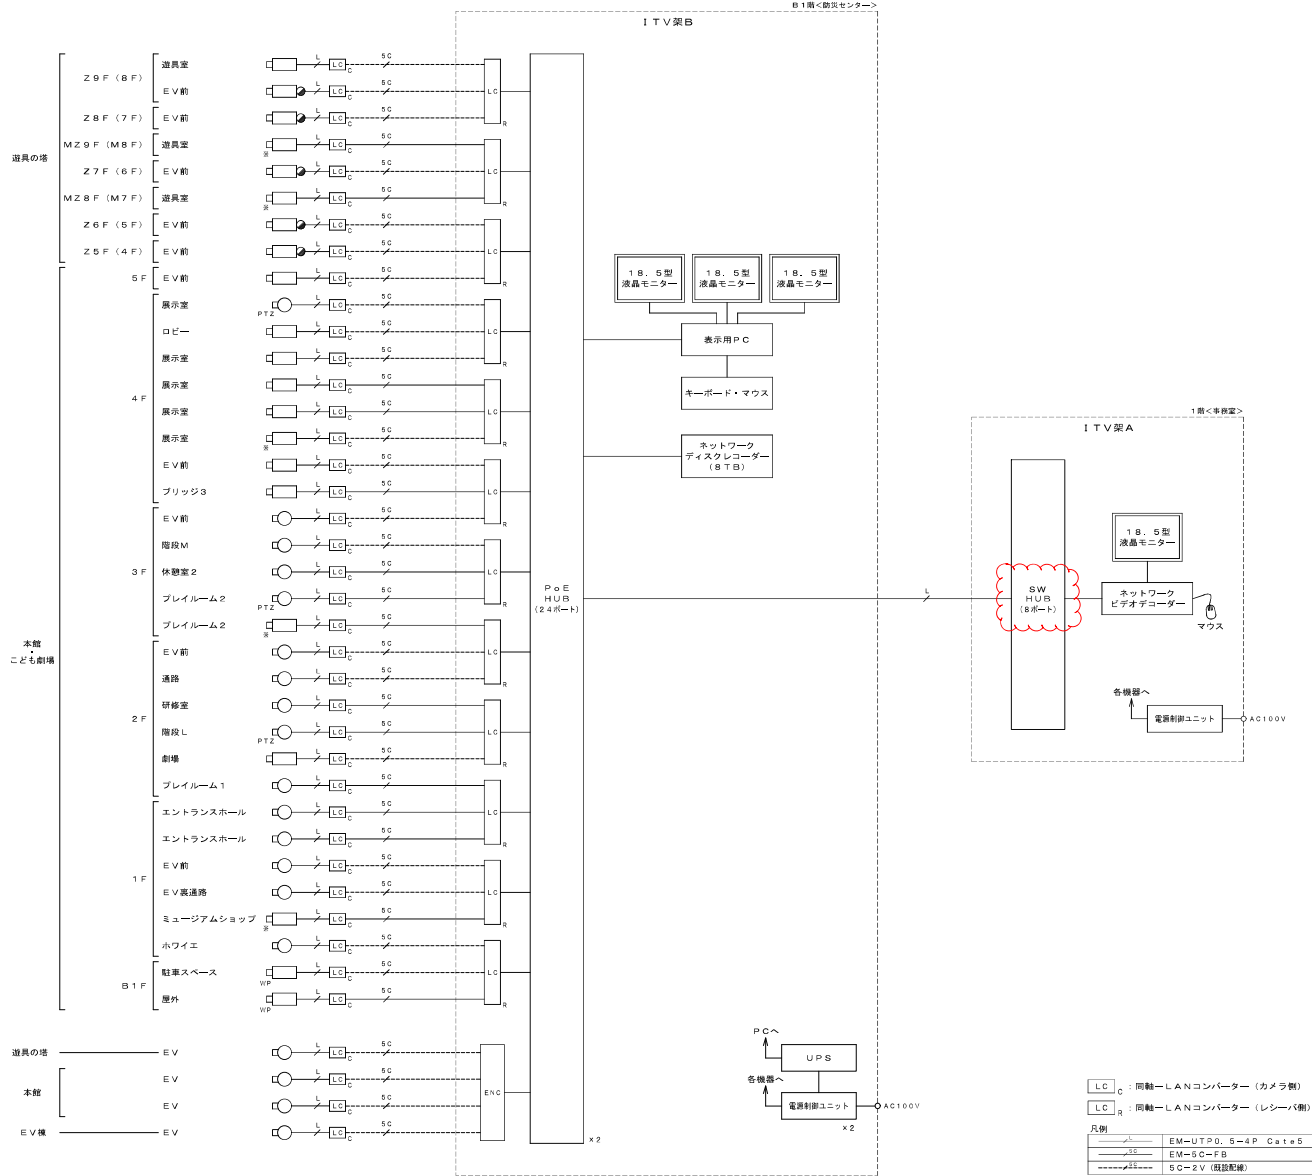 B1階<防災センター>
ITV架B
遊具の塔
Z9F(8F)
遊具室
EV前
Z8F(7F)
EV前
MZ9F(M8F)
遊具室
※
Z7F(6F)
EV前
MZ8F(M7F)
遊具室
※
Z6F(5F)
EV前
Z5F(4F)
EV前
本館
・
こども劇場
5F
EV前
4F
展示室
PTZ
ロビー
展示室
展示室
展示室
展示室
※
EV前
ブリッジ3
3F
EV前
階段M
休憩室2
プレイルーム2
PTZ
プレイルーム2
※
2F
EV前
通路
研修室
階段L
PTZ
劇場
プレイルーム1
1F
エントランスホール
エントランスホール
EV前
EV裏通路
ミュージアムショップ
※
ホワイエ
B1F
駐車スペース
WP
屋外
WP
遊具の塔
EV
本館
EV
EV
EV棟
EV
L
LC
C
5C
LC
R
ENC
PoE
HUB
(24ポート)
×2
18.5型
液晶モニター
18.5型
液晶モニター
18.5型
液晶モニター
表示用PC
キーボード・マウス
ネットワーク
ディスクレコーダー
(8TB)
PCへ
UPS
各機器へ
電源制御ユニット
AC100V
×2
L
1階<事務室>
ITV架A
SW
HUB
(8ポート)
18.5型
液晶モニター
ネットワーク
ビデオデコーダー
マウス
各機器へ
電源制御ユニット
AC100V
LC C :同軸ーLANコンバーター(カメラ側)
LC R :同軸ーLANコンバーター(レシーバ側)
凡例
L EM-UTP0.5-4P Cate5
5C EM-5C-FB
5C 5C-2V(既設配線)